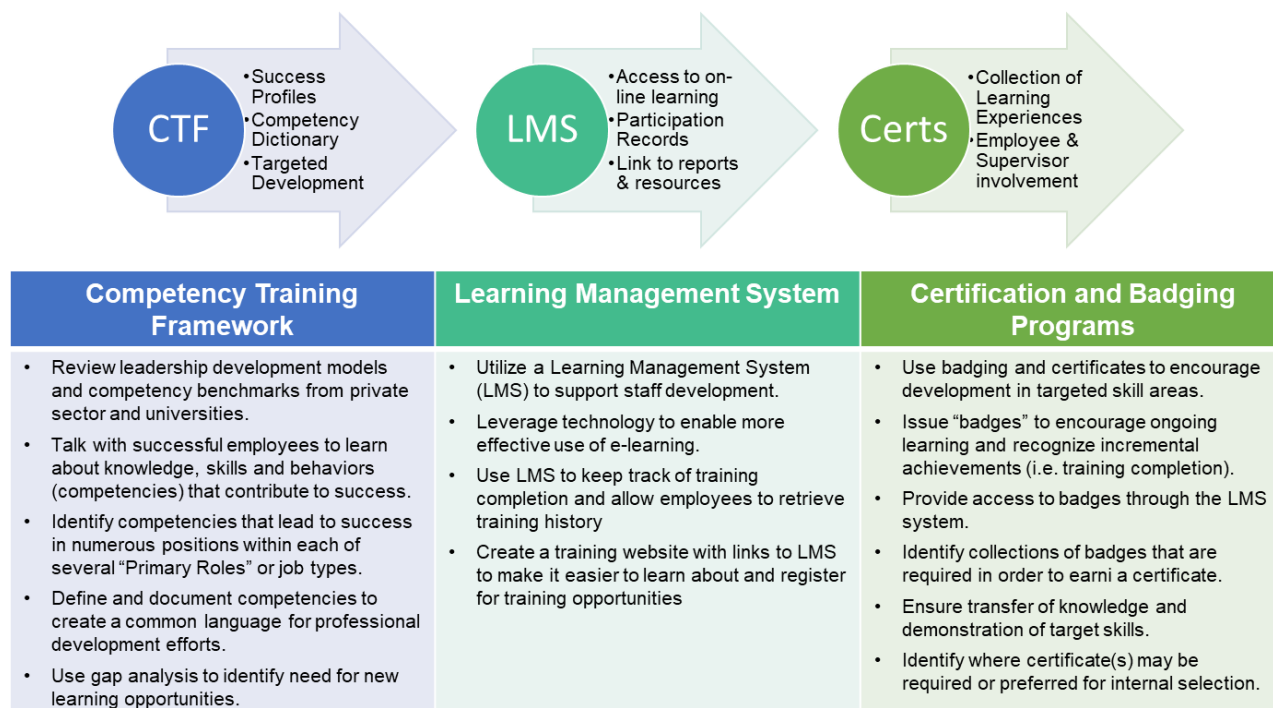 CTF
•Success
Profiles
•Competency
Dictionary
•Targeted
Development
LMS
•Access to on-
line learning
•Participation
Records
•Link to reports
& resources
Certs
•Collection of
Learning
Experiences
•Employee &
Supervisor
involvement
Competency Training
Framework
• Review leadership development models
and competency benchmarks from private
sector and universities.
• Talk with successful employees to learn
about knowledge, skills and behaviors
(competencies) that contribute to success.
• Identify competencies that lead to success
in numerous positions within each of
several “Primary Roles” or job types.
• Define and document competencies to
create a common language for professional
development efforts.
• Use gap analysis to identify need for new
learning opportunities.
Learning Management System
• Utilize a Learning Management System
(LMS) to support staff development.
• Leverage technology to enable more
effective use of e-learning.
• Use LMS to keep track of training
completion and allow employees to retrieve
training history
• Create a training website with links to LMS
to make it easier to learn about and register
for training opportunities
Certification and Badging
Programs
• Use badging and certificates to encourage
development in targeted skill areas.
• Issue “badges” to encourage ongoing
learning and recognize incremental
achievements (i.e. training completion).
• Provide access to badges through the LMS
system.
• Identify collections of badges that are
required in order to earni a certificate.
• Ensure transfer of knowledge and
demonstration of target skills.
• Identify where certificate(s) may be
required or preferred for internal selection.